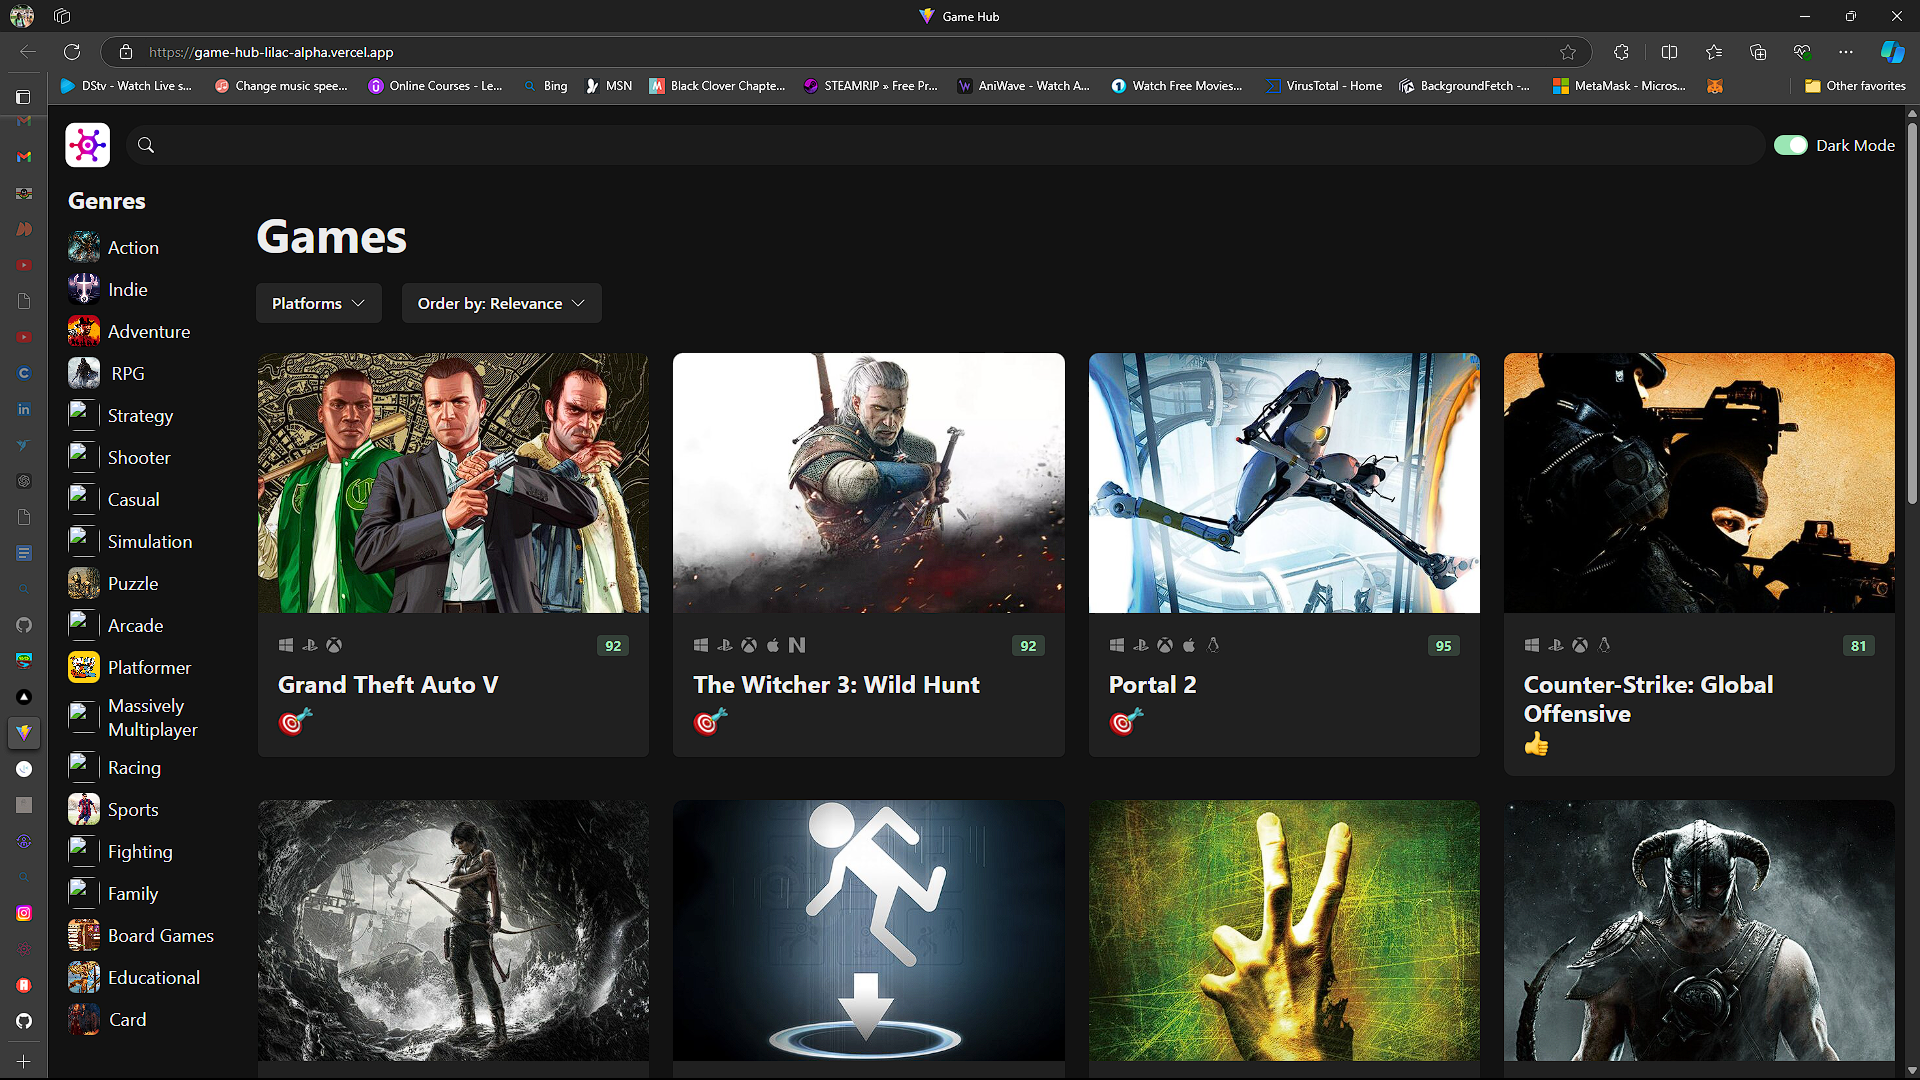 Game Hub
https://game-hub-lilac-alpha.vercel.app
DStv - Watch Live s...
Change music spee...
Online Courses - Le...
Bing
MSN
Black Clover Chapte...
STEAMRIP » Free Pr...
AniWave - Watch A...
Watch Free Movies...
VirusTotal - Home
BackgroundFetch -...
MetaMask - Micros...
Other favorites
Dark Mode
Genres
Action
Indie
Adventure
RPG
Strategy
Shooter
Casual
Simulation
Puzzle
Arcade
Platformer
Massively
Multiplayer
Racing
Sports
Fighting
Family
Board Games
Educational
Card
Games
Platforms
Order by: Relevance
92
Grand Theft Auto V
92
The Witcher 3: Wild Hunt
95
Portal 2
81
Counter-Strike: Global
Offensive